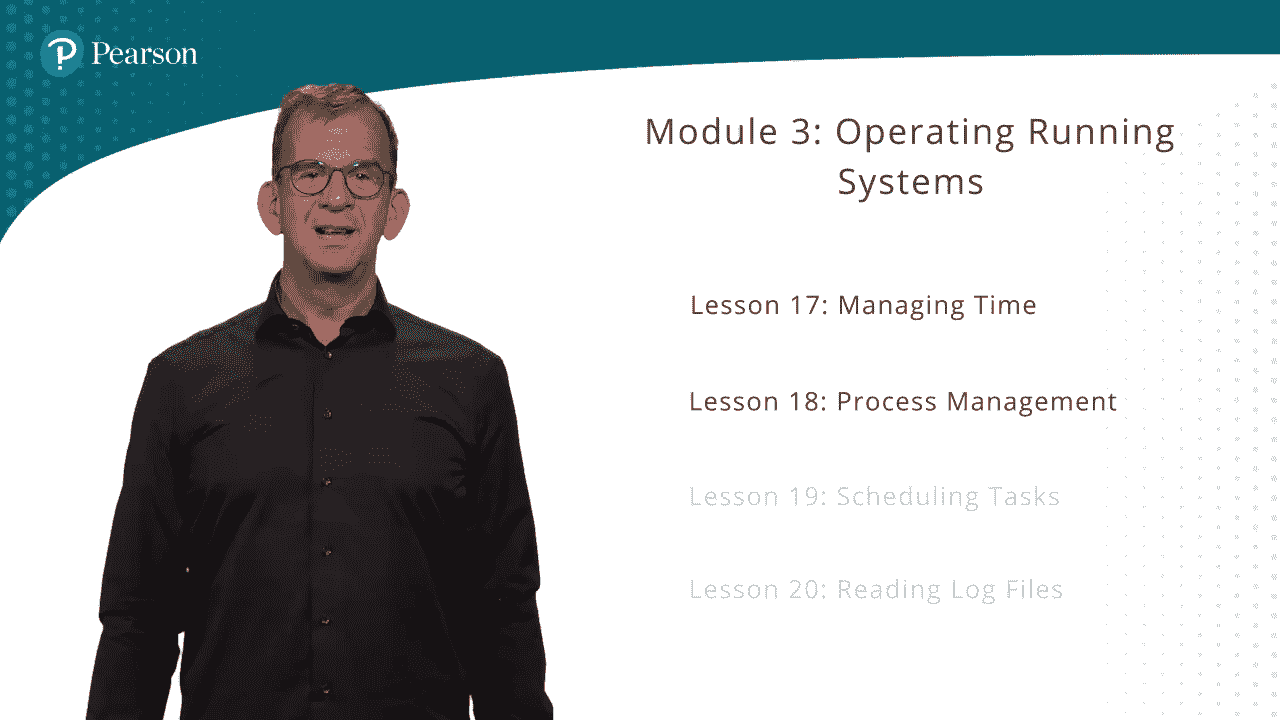 Pearson
Module 3: Operating Running
Systems
Lesson 17: Managing Time
Lesson 18: Process Management
Lesson 19: Scheduling Tasks
Lesson 20: Reading Log Files